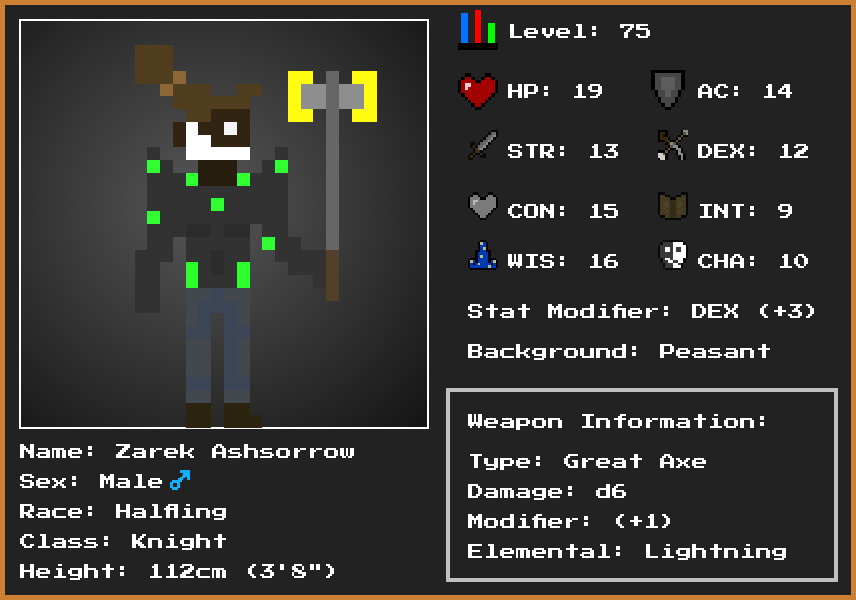 Level: 75
HP: 19
AC: 14
STR: 13
DEX: 12
CON: 15
INT: 9
WIS: 16
CHA: 10
Stat Modifier: DEX (+3)
Background: Peasant
Weapon Information:
Type: Great Axe
Damage: d6
Modifier: (+1)
Elemental: Lightning
Name: Zarek Ashsorrow
Sex: Male ♂
Race: Halfling
Class: Knight
Height: 112cm (3'8")